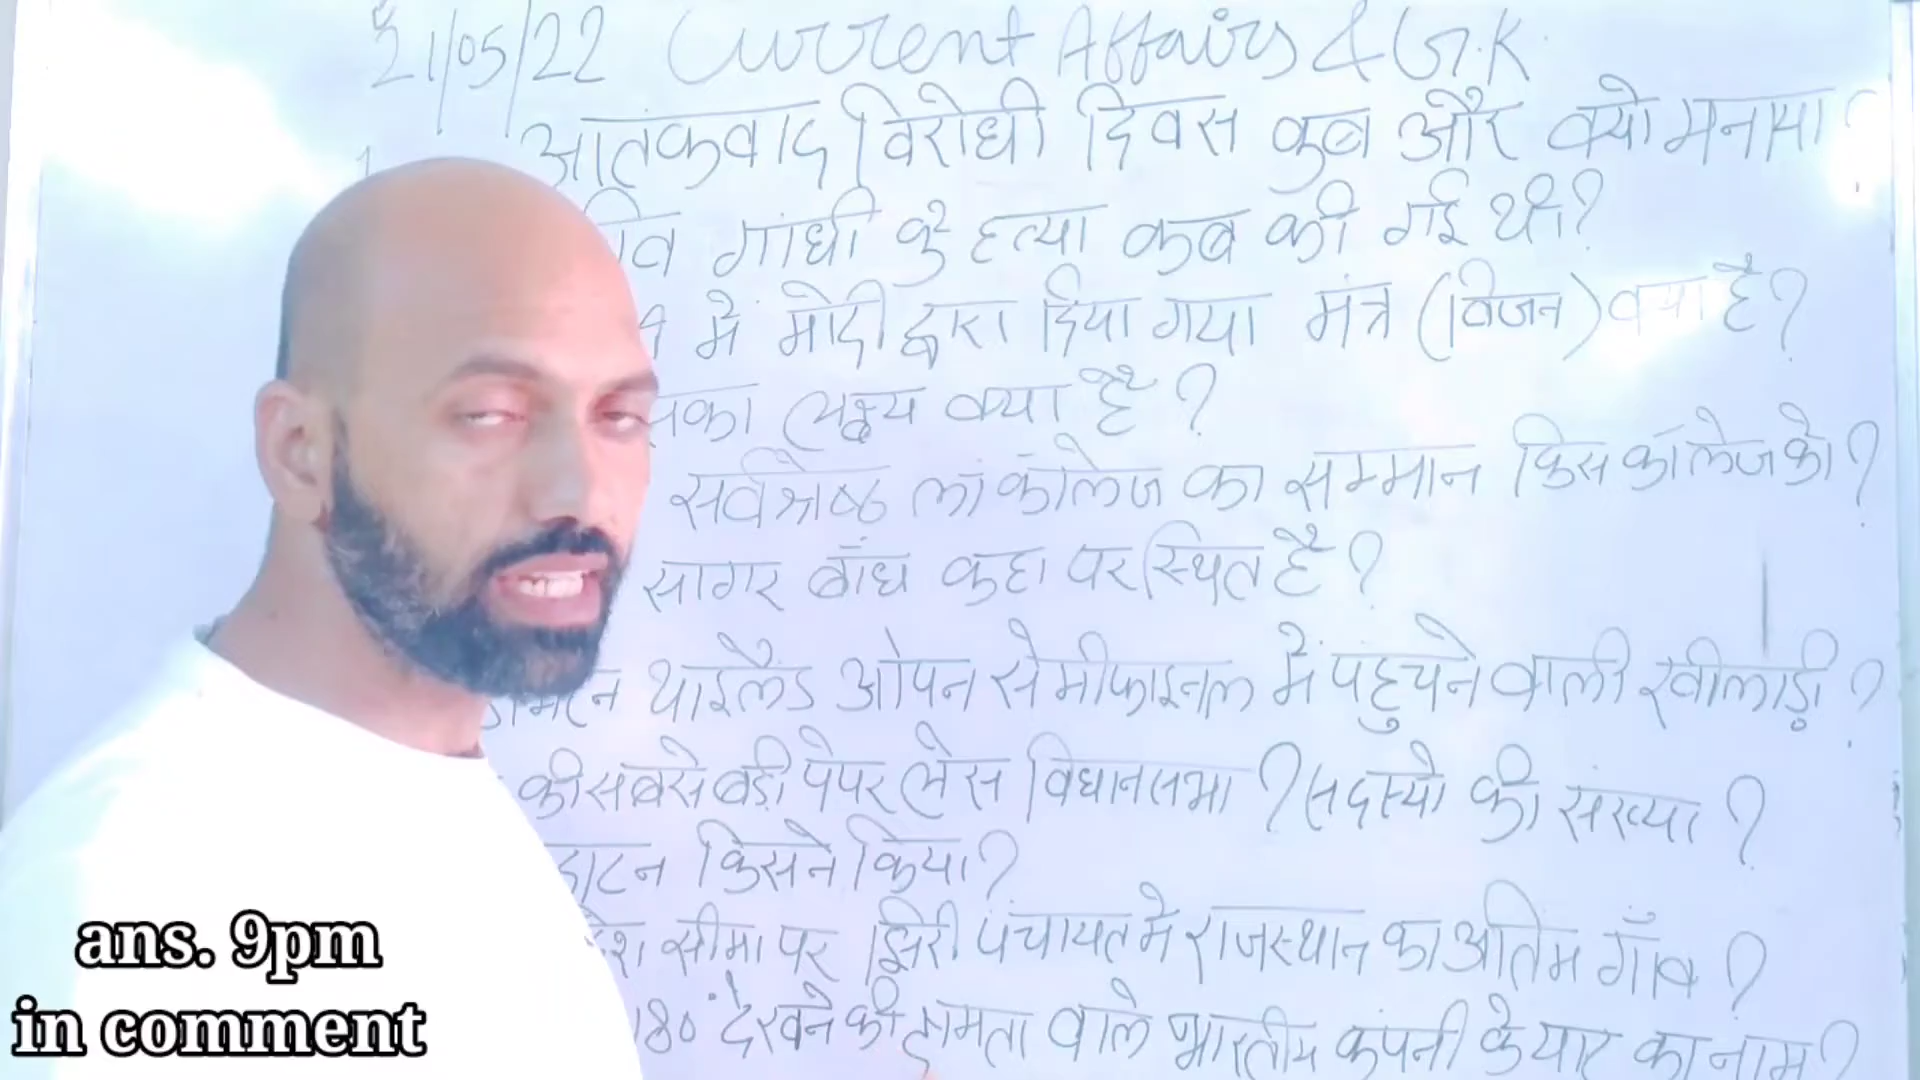 21/05/22 Current Affairs & G.K.
आतंकवाद विरोधी दिवस कब और क्यो मनाया ?
गांधी के हत्या कब की गई थी?
में मोदी द्वारा दिया गया मंत्र (विजन) क्या है?
लक्ष्य क्या है ?
सर्वश्रेष्ठ लॉ कॉलेज का सम्मान किस कॉलेज को ?
सागर बाँध कहा पर स्थित है ?
थाईलैंड ओपन सेमीफाइनल में पहुचने वाली खीलाड़ी ?
की सबसे बड़ी पेपर लेस विधानसभा ? सदस्यो की संख्या ?
किसने किया?
सीमा पर झिरी पंचायत मे राजस्थान का अंतिम गाँव ?
180° देखने की क्षमता वाले भारतीय कंपनी के यार का नाम ?
ans. 9pm
in comment